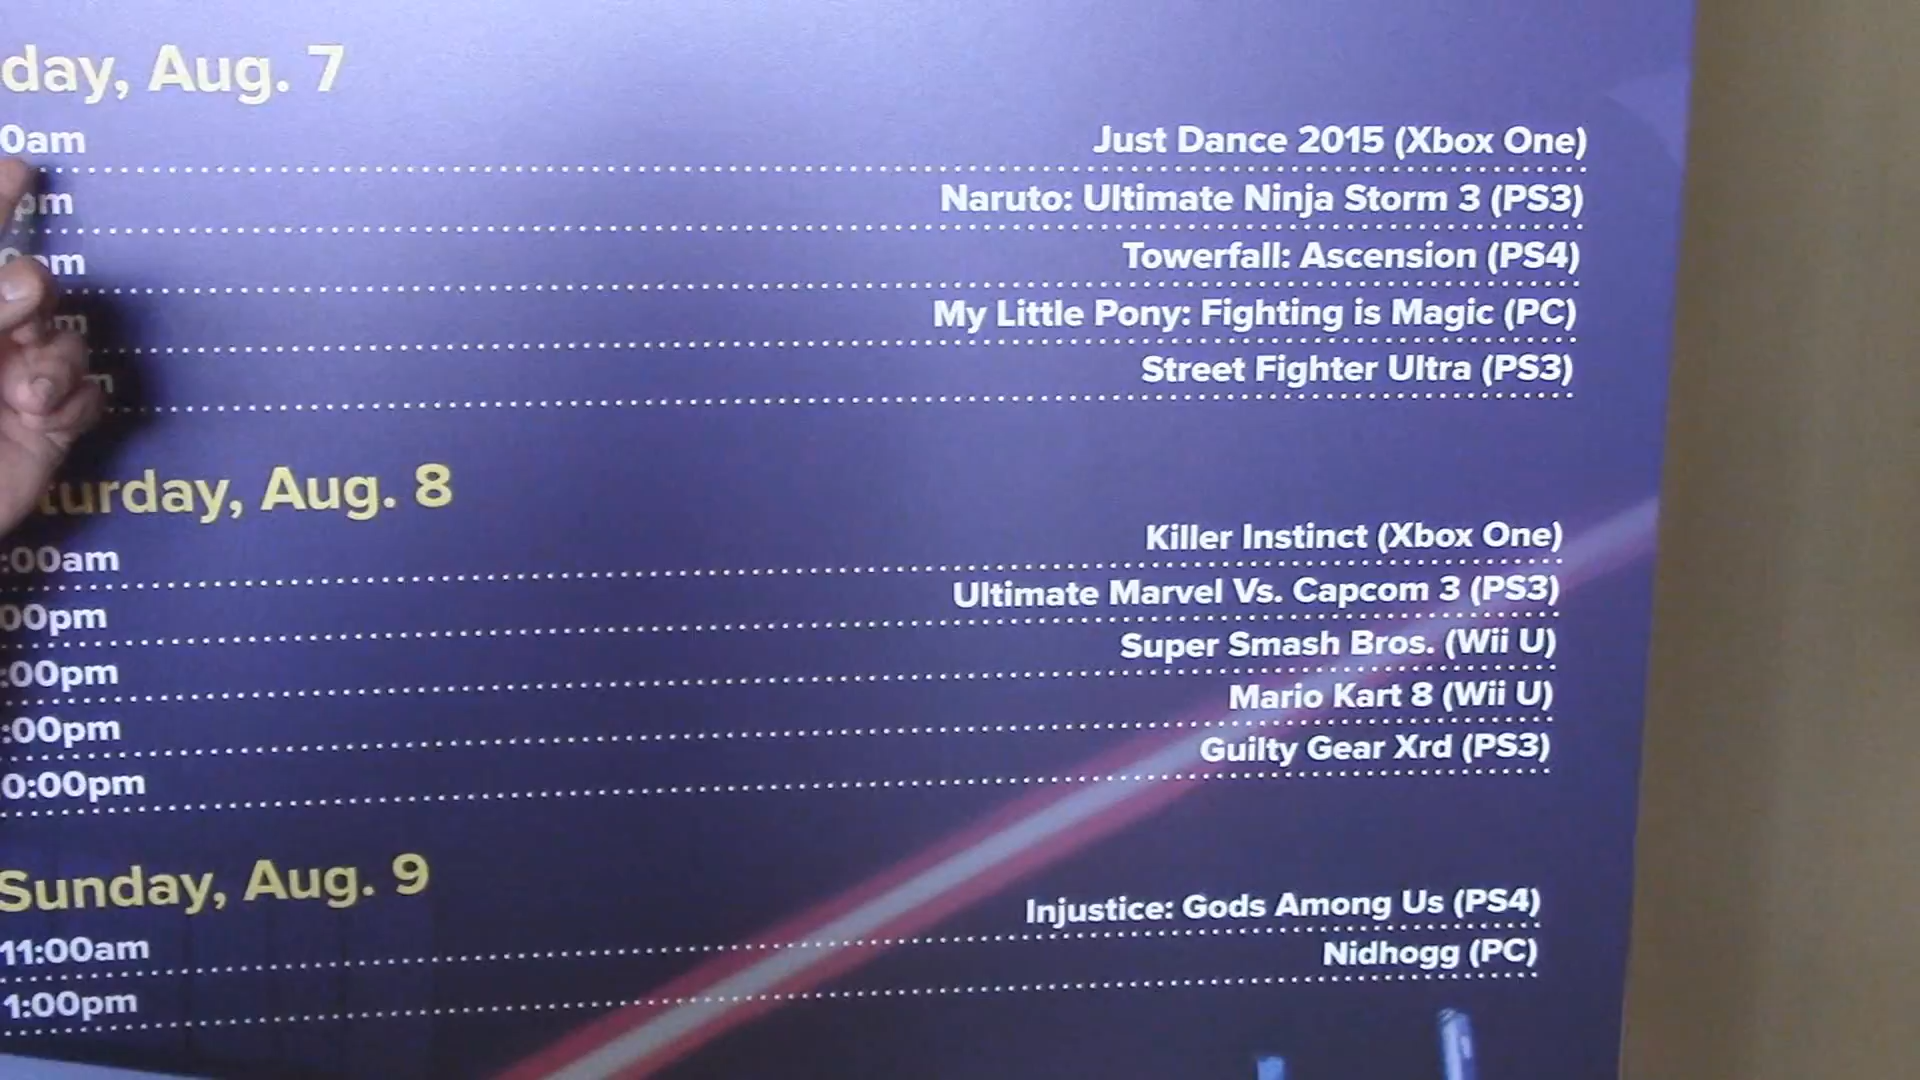 day, Aug. 7
0am Just Dance 2015 (Xbox One)
pm Naruto: Ultimate Ninja Storm 3 (PS3)
pm Towerfall: Ascension (PS4)
My Little Pony: Fighting is Magic (PC)
Street Fighter Ultra (PS3)
turday, Aug. 8
:00am Killer Instinct (Xbox One)
00pm Ultimate Marvel Vs. Capcom 3 (PS3)
:00pm Super Smash Bros. (Wii U)
:00pm Mario Kart 8 (Wii U)
0:00pm Guilty Gear Xrd (PS3)
Sunday, Aug. 9
11:00am Injustice: Gods Among Us (PS4)
1:00pm Nidhogg (PC)